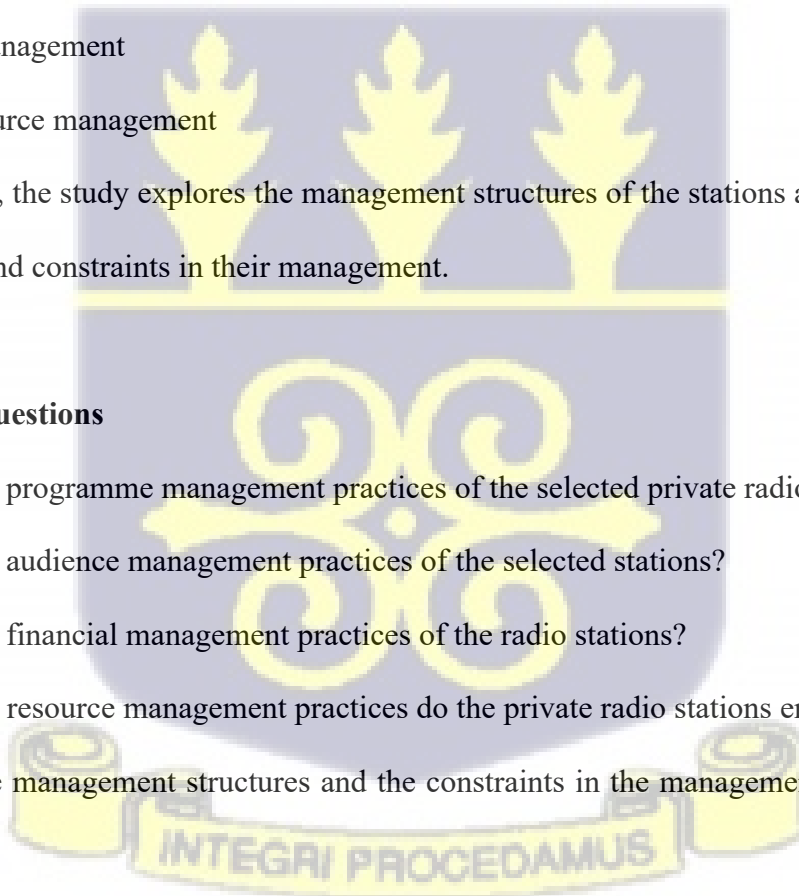 management
urce management
, the study explores the management structures of the stations a
nd constraints in their management.
uestions
programme management practices of the selected private radio
audience management practices of the selected stations?
financial management practices of the radio stations?
resource management practices do the private radio stations en
e management structures and the constraints in the managemen
INTEGRI PROCEDAMUS